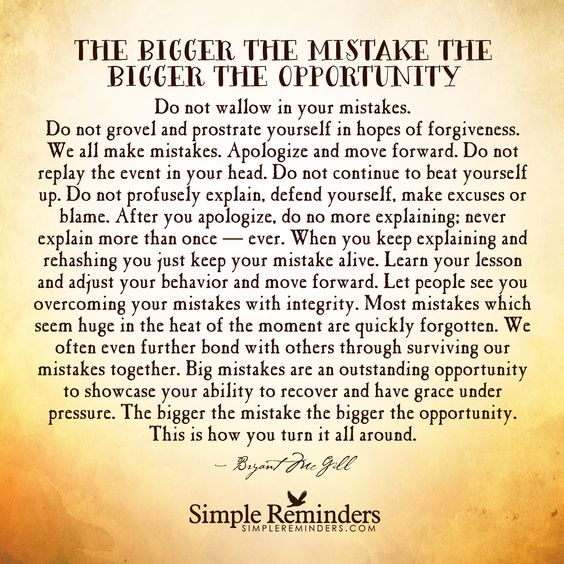 THE BIGGER THE MISTAKE THE
BIGGER THE OPPORTUNITY
Do not wallow in your mistakes.
Do not grovel and prostrate yourself in hopes of forgiveness.
We all make mistakes. Apologize and move forward. Do not
replay the event in your head. Do not continue to beat yourself
up. Do not profusely explain, defend yourself, make excuses or
blame. After you apologize, do no more explaining; never
explain more than once — ever. When you keep explaining and
rehashing you just keep your mistake alive. Learn your lesson
and adjust your behavior and move forward. Let people see you
overcoming your mistakes with integrity. Most mistakes which
seem huge in the heat of the moment are quickly forgotten. We
often even further bond with others through surviving our
mistakes together. Big mistakes are an outstanding opportunity
to showcase your ability to recover and have grace under
pressure. The bigger the mistake the bigger the opportunity.
This is how you turn it all around.
— Bryant McGill
Simple Reminders
SIMPLEREMINDERS.COM